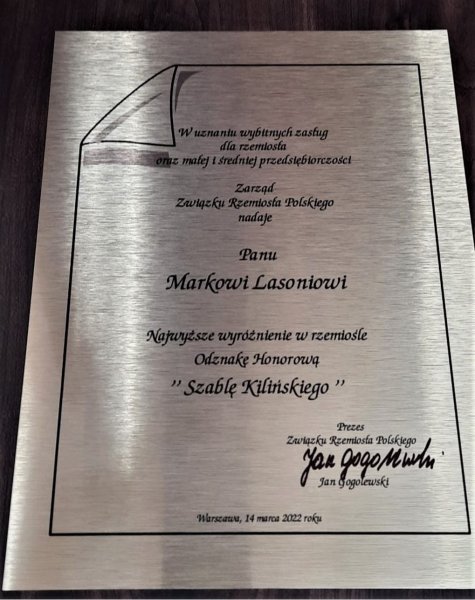 W uznaniu wybitnych zasług
dla rzemiosła
oraz małej i średniej przedsiębiorczości
Zarząd
Związku Rzemiosła Polskiego
nadaje
Panu
Markowi Lasoniowi
Najwyższe wyróżnienie w rzemiośle
Odznakę Honorową
" Szablę Kilińskiego "
Prezes
Związku Rzemiosła Polskiego
Jan Gogolewski
Jan Gogolewski
Warszawa, 14 marca 2022 roku